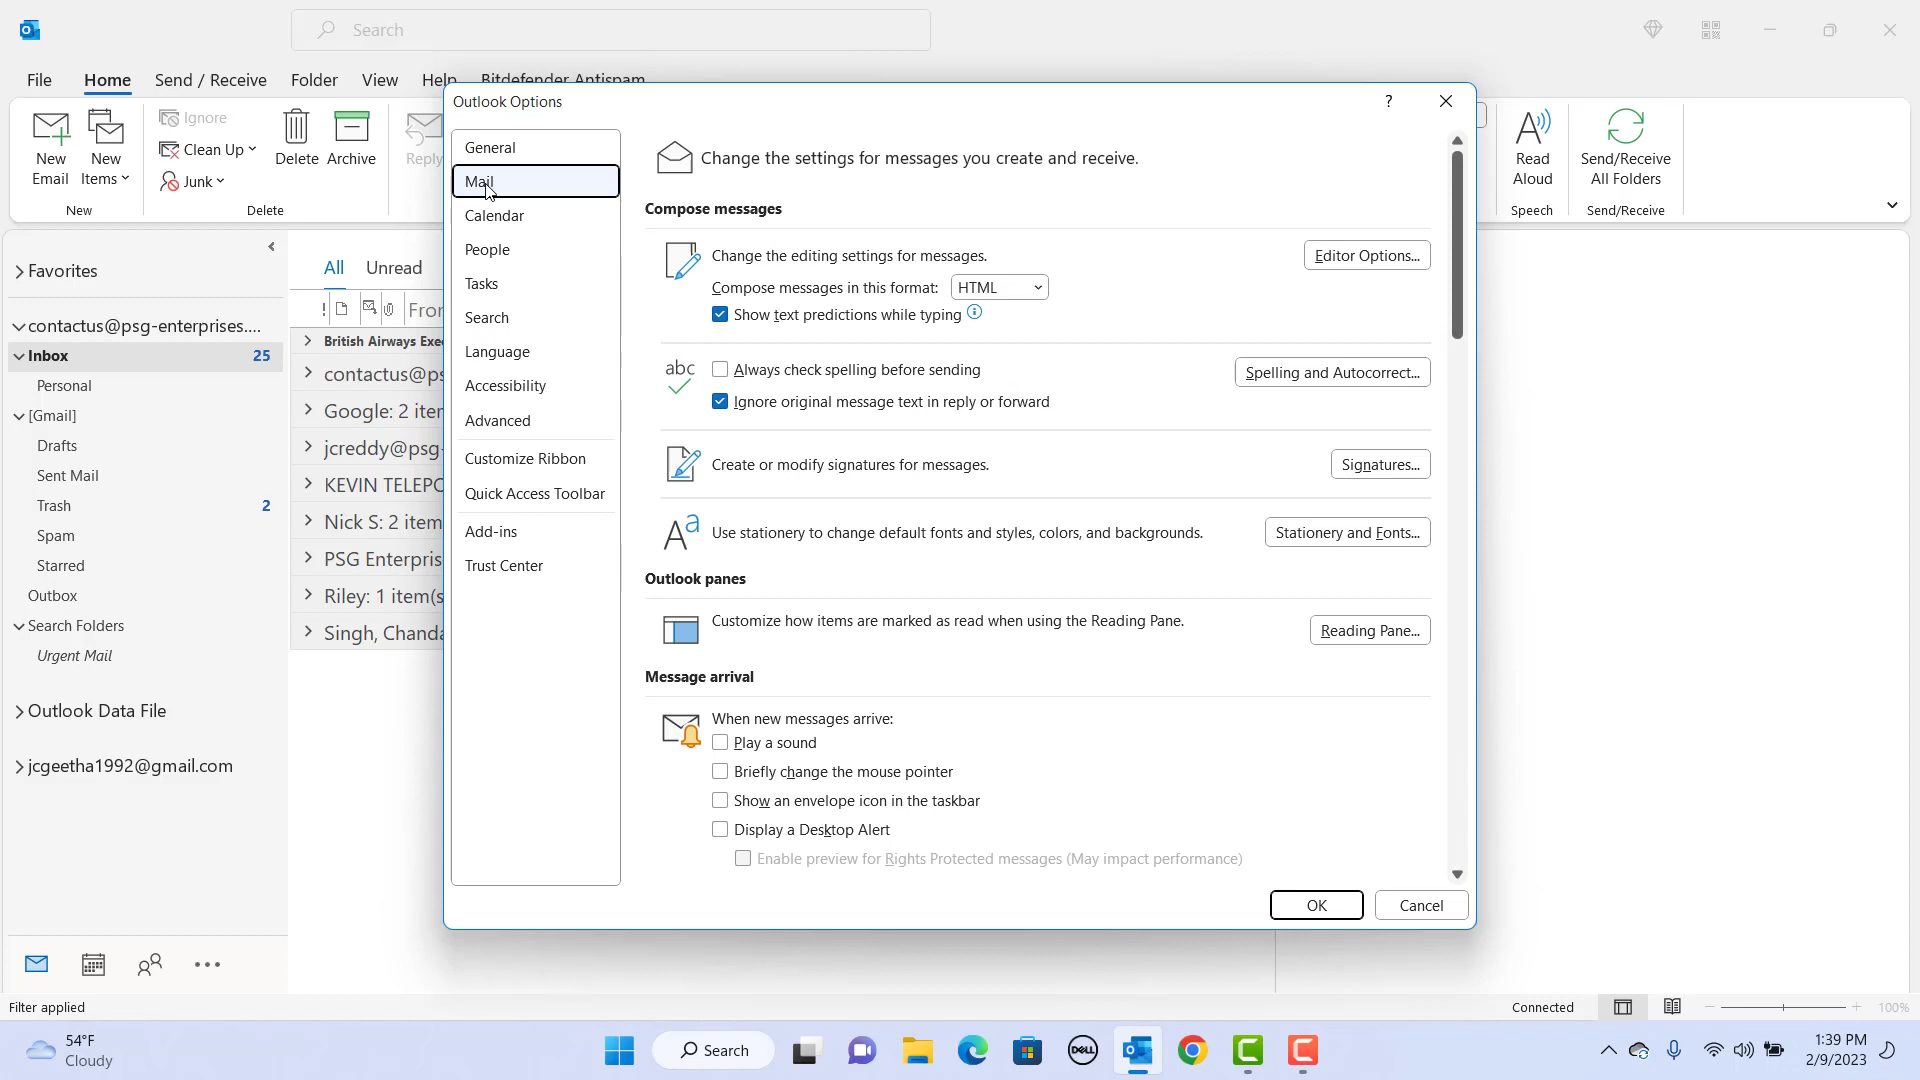 Search
File Home Send / Receive Folder View Help Bitdefender Antispam
New Email
New Items
Ignore
Clean Up
Junk
Delete
Archive
Reply
Read Aloud
Send/Receive All Folders
New
Delete
Speech
Send/Receive
Favorites
contactus@psg-enterprises....
Inbox 25
Personal
[Gmail]
Drafts
Sent Mail
Trash 2
Spam
Starred
Outbox
Search Folders
Urgent Mail
Outlook Data File
jcgeetha1992@gmail.com
All Unread
!
British Airways
contactus@
Google: 2
jcreddy@psg-
KEVIN
Nick S: 2
PSG
Riley: 1 item(s
Singh,
Outlook Options
?
General
Mail
Calendar
People
Tasks
Search
Language
Accessibility
Advanced
Customize Ribbon
Quick Access Toolbar
Add-ins
Trust Center
Change the settings for messages you create and receive.
Compose messages
Change the editing settings for messages.
Editor Options...
Compose messages in this format: HTML
Show text predictions while typing
abc
Always check spelling before sending
Spelling and Autocorrect...
Ignore original message text in reply or forward
Create or modify signatures for messages.
Signatures...
Use stationery to change default fonts and styles, colors, and backgrounds.
Stationery and Fonts...
Outlook panes
Customize how items are marked as read when using the Reading Pane.
Reading Pane...
Message arrival
When new messages arrive:
Play a sound
Briefly change the mouse pointer
Show an envelope icon in the taskbar
Display a Desktop Alert
Enable preview for Rights Protected messages (May impact performance)
OK
Cancel
Filter applied
Connected
100%
54°F
Cloudy
Search
DELL
1:39 PM
2/9/2023